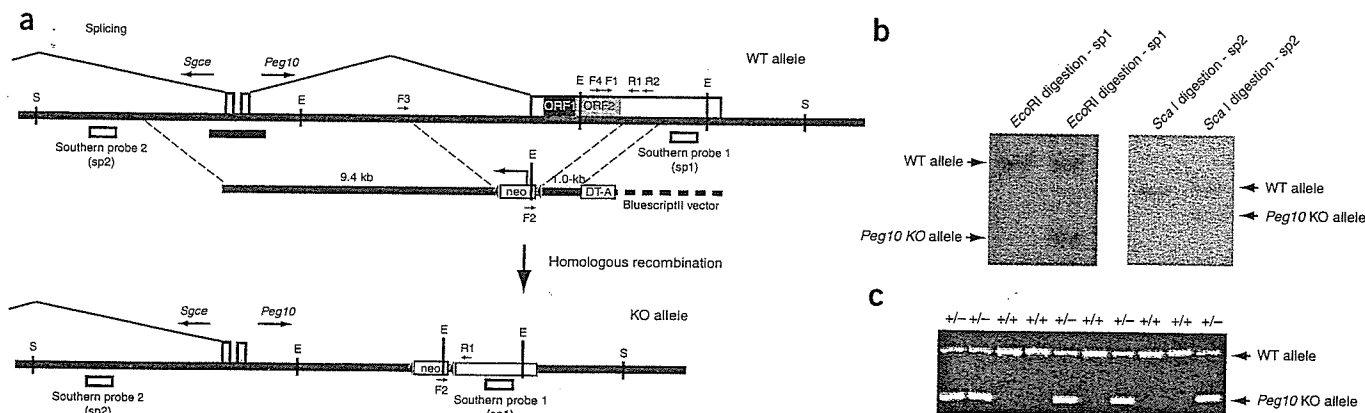 a
Splicing
Sgce
Peg10
WT allele
S
E
F3
E
F4 F1
R1 R2
E
S
ORF1
ORF2
Southern probe 2
(sp2)
Southern probe 1
(sp1)
9.4 kb
E
neo
1.0-kb
DT-A
F2
BluescriptII vector
Homologous recombination
Sgce
Peg10
KO allele
S
E
E
R1
E
S
neo
F2
Southern probe 2
(sp2)
Southern probe 1
(sp1)
b
EcoRI digestion - sp1
EcoRI digestion - sp1
Sca I digestion - sp2
Sca I digestion - sp2
WT allele
WT allele
Peg10 KO allele
Peg10 KO allele
c
+/– +/– +/+ +/+ +/– +/+ +/– +/+ +/+ +/–
WT allele
Peg10 KO allele